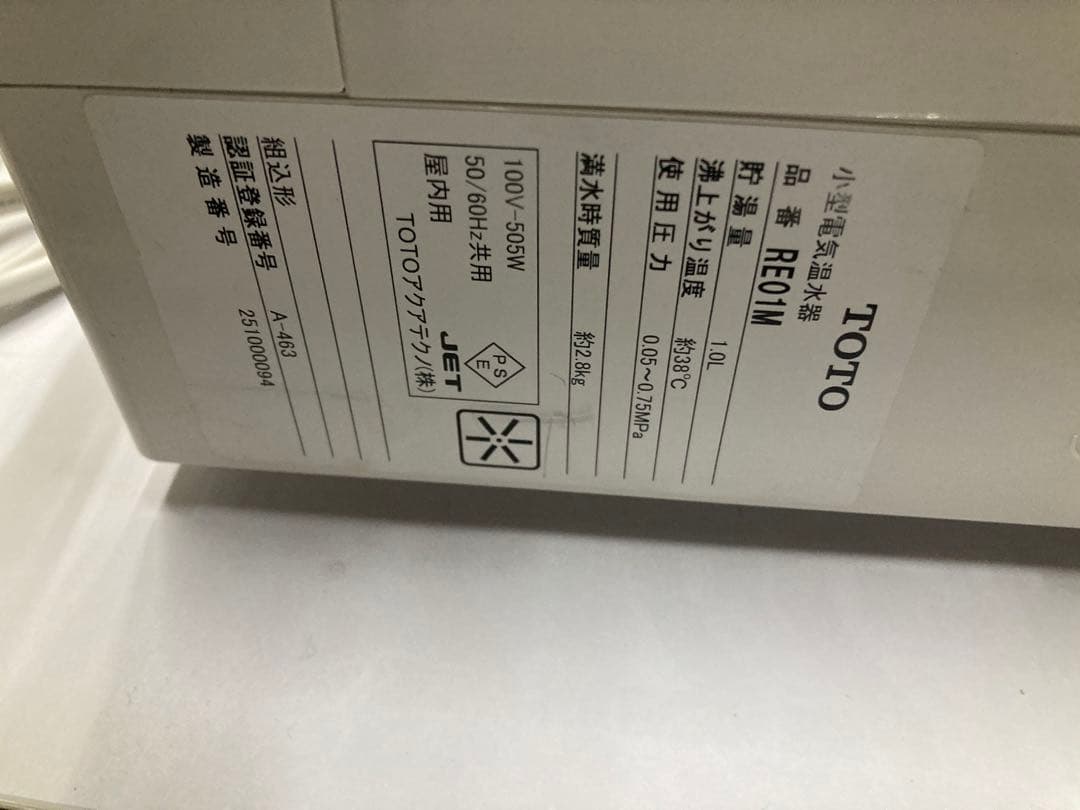 TOTO
小型電気温水器
品番 RE01M
貯湯量 1.0L
沸上がり温度 約38℃
使用圧力 0.05～0.75MPa
満水時質量 約2.8kg
100V-505W
50/60Hz共用
屋内用
PSE
JET
TOTOアクアテクノ(株)
組込形
認証登録番号 A-463
製造番号 251000094